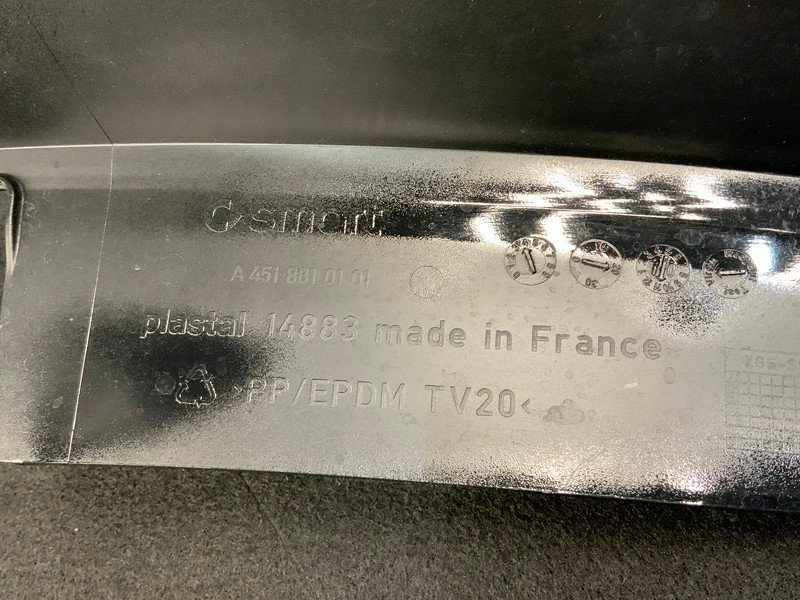 smart
A 451 881 01 01
plastal 14883 made in France
>PP/EPDM TV20<